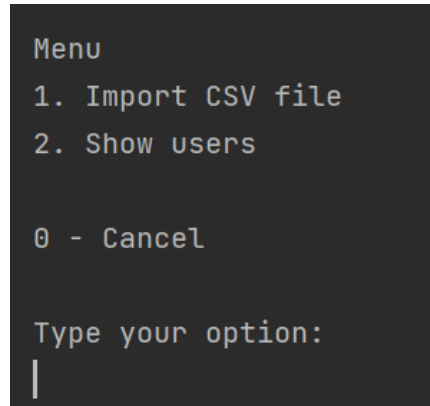 Menu
1. Import CSV file
2. Show users
0 - Cancel
Type your option: